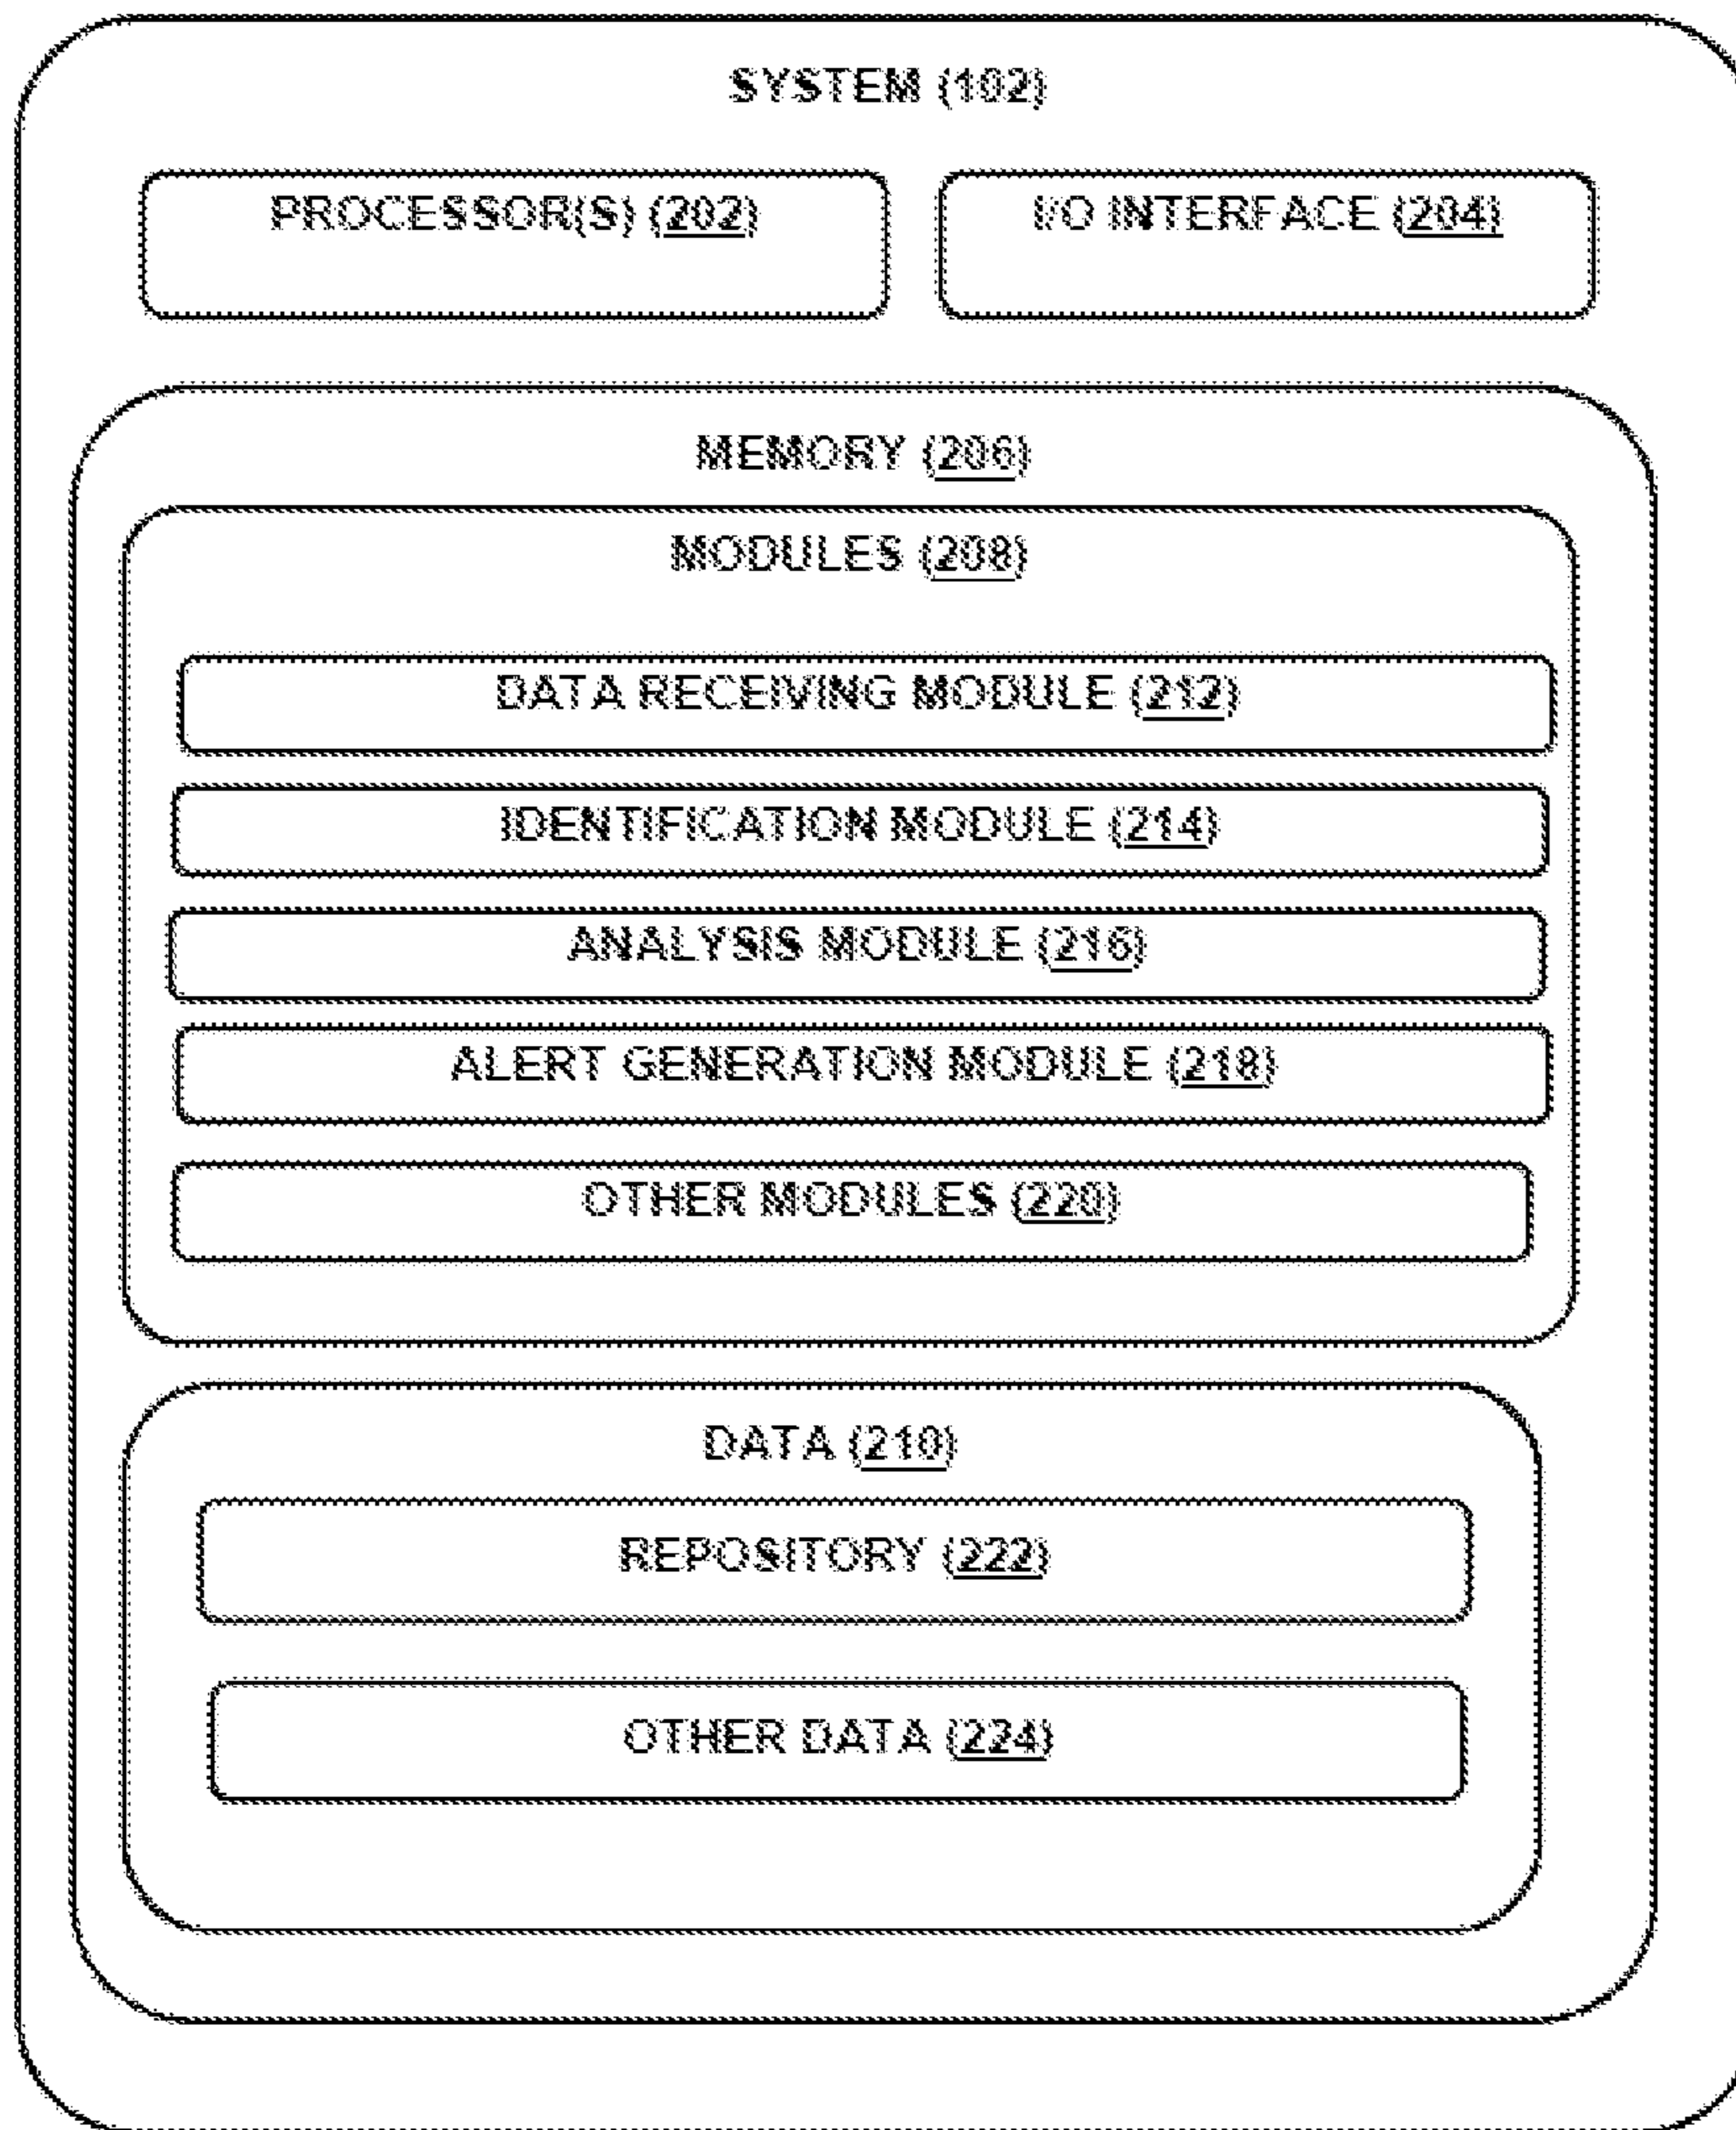 SYSTEM (102)
PROCESSOR(S) (202)
I/O INTERFACE (204)
MEMORY (206)
MODULES (208)
DATA RECEIVING MODULE (212)
IDENTIFICATION MODULE (214)
ANALYSIS MODULE (216)
ALERT GENERATION MODULE (218)
OTHER MODULES (220)
DATA (210)
REPOSITORY (222)
OTHER DATA (224)